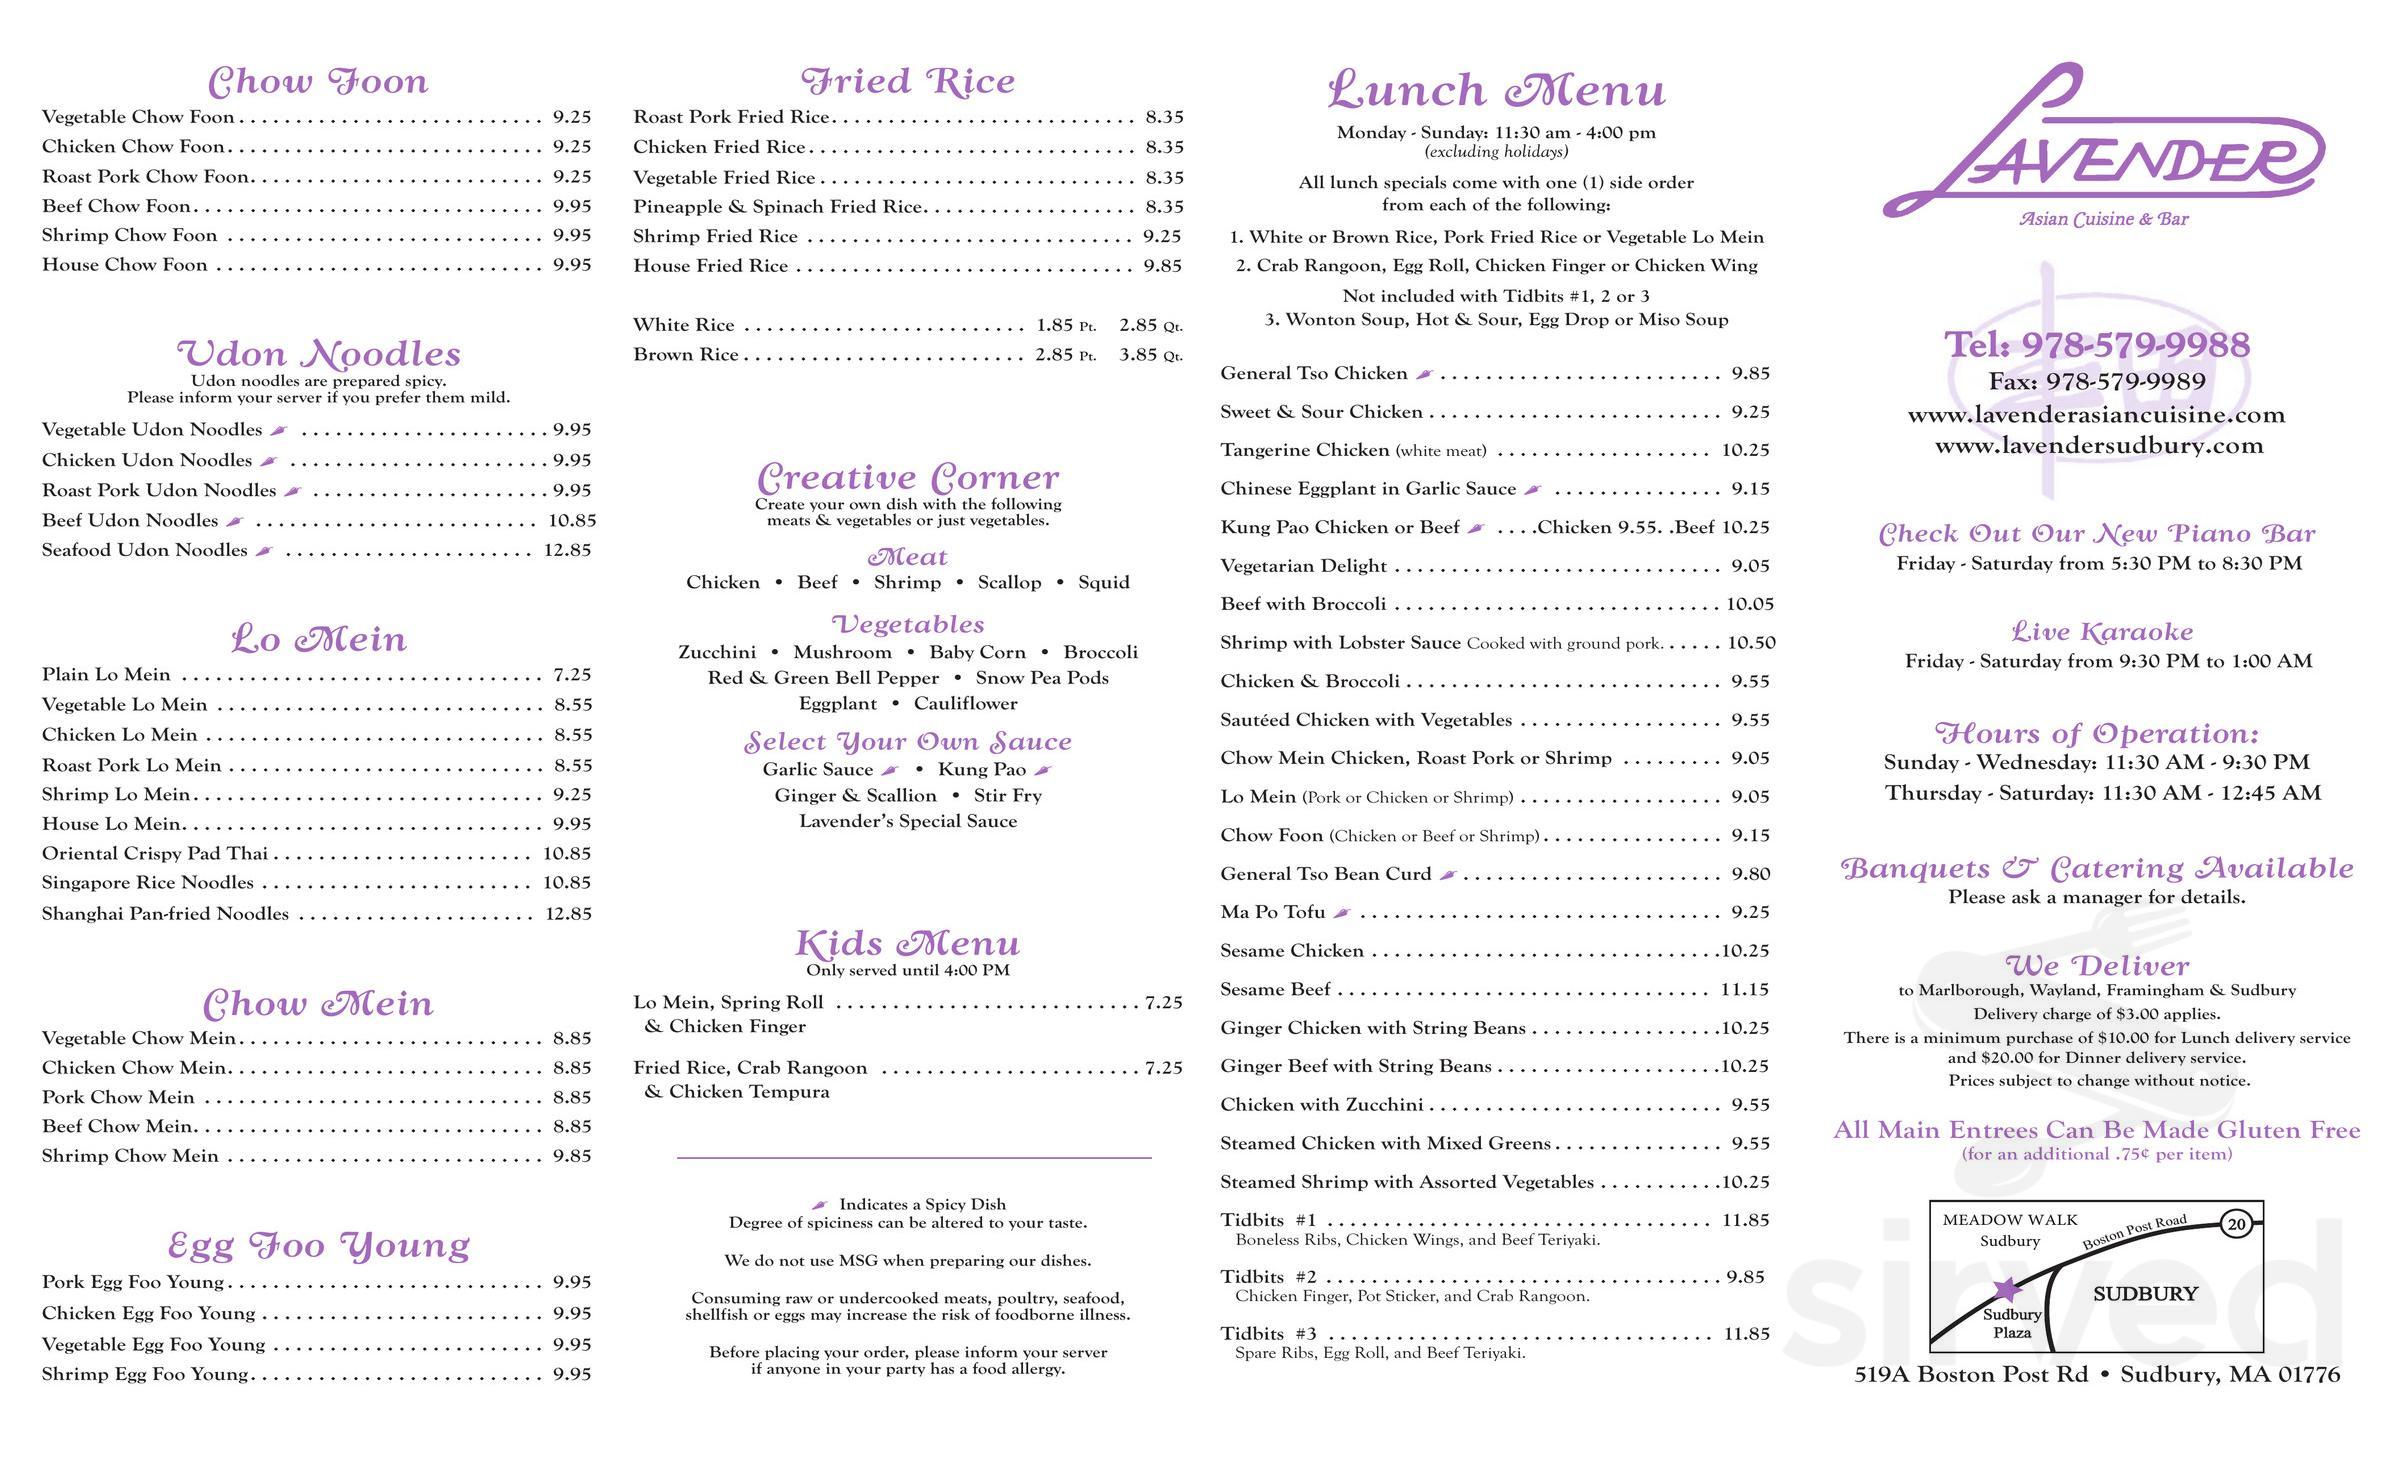 Chow Foon
Vegetable Chow Foon 9.25
Chicken Chow Foon 9.25
Roast Pork Chow Foon 9.25
Beef Chow Foon 9.95
Shrimp Chow Foon 9.95
House Chow Foon 9.95
Udon Noodles
Udon noodles are prepared spicy.
Please inform your server if you prefer them mild.
Vegetable Udon Noodles 9.95
Chicken Udon Noodles 9.95
Roast Pork Udon Noodles 9.95
Beef Udon Noodles 10.85
Seafood Udon Noodles 12.85
Lo Mein
Plain Lo Mein 7.25
Vegetable Lo Mein 8.55
Chicken Lo Mein 8.55
Roast Pork Lo Mein 8.55
Shrimp Lo Mein 9.25
House Lo Mein 9.95
Oriental Crispy Pad Thai 10.85
Singapore Rice Noodles 10.85
Shanghai Pan-fried Noodles 12.85
Chow Mein
Vegetable Chow Mein 8.85
Chicken Chow Mein 8.85
Pork Chow Mein 8.85
Beef Chow Mein 8.85
Shrimp Chow Mein 9.85
Egg Foo Young
Pork Egg Foo Young 9.95
Chicken Egg Foo Young 9.95
Vegetable Egg Foo Young 9.95
Shrimp Egg Foo Young 9.95
Fried Rice
Roast Pork Fried Rice 8.35
Chicken Fried Rice 8.35
Vegetable Fried Rice 8.35
Pineapple & Spinach Fried Rice 8.35
Shrimp Fried Rice 9.25
House Fried Rice 9.85
White Rice 1.85 Pt. 2.85 Qt.
Brown Rice 2.85 Pt. 3.85 Qt.
Creative Corner
Create your own dish with the following
meats & vegetables or just vegetables.
Meat
Chicken • Beef • Shrimp • Scallop • Squid
Vegetables
Zucchini • Mushroom • Baby Corn • Broccoli
Red & Green Bell Pepper • Snow Pea Pods
Eggplant • Cauliflower
Select Your Own Sauce
Garlic Sauce • Kung Pao
Ginger & Scallion • Stir Fry
Lavender's Special Sauce
Kids Menu
Only served until 4:00 PM
Lo Mein, Spring Roll 7.25
& Chicken Finger
Fried Rice, Crab Rangoon 7.25
& Chicken Tempura
Indicates a Spicy Dish
Degree of spiciness can be altered to your taste.
We do not use MSG when preparing our dishes.
Consuming raw or undercooked meats, poultry, seafood,
shellfish or eggs may increase the risk of foodborne illness.
Before placing your order, please inform your server
if anyone in your party has a food allergy.
Lunch Menu
Monday - Sunday: 11:30 am - 4:00 pm
(excluding holidays)
All lunch specials come with one (1) side order
from each of the following:
1. White or Brown Rice, Pork Fried Rice or Vegetable Lo Mein
2. Crab Rangoon, Egg Roll, Chicken Finger or Chicken Wing
Not included with Tidbits #1, 2 or 3
3. Wonton Soup, Hot & Sour, Egg Drop or Miso Soup
General Tso Chicken 9.85
Sweet & Sour Chicken 9.25
Tangerine Chicken (white meat) 10.25
Chinese Eggplant in Garlic Sauce 9.15
Kung Pao Chicken or Beef Chicken 9.55 Beef 10.25
Vegetarian Delight 9.05
Beef with Broccoli 10.05
Shrimp with Lobster Sauce Cooked with ground pork. 10.50
Chicken & Broccoli 9.55
Sautéed Chicken with Vegetables 9.55
Chow Mein Chicken, Roast Pork or Shrimp 9.05
Lo Mein (Pork or Chicken or Shrimp) 9.05
Chow Foon (Chicken or Beef or Shrimp) 9.15
General Tso Bean Curd 9.80
Ma Po Tofu 9.25
Sesame Chicken 10.25
Sesame Beef 11.15
Ginger Chicken with String Beans 10.25
Ginger Beef with String Beans 10.25
Chicken with Zucchini 9.55
Steamed Chicken with Mixed Greens 9.55
Steamed Shrimp with Assorted Vegetables 10.25
Tidbits #1 11.85
Boneless Ribs, Chicken Wings, and Beef Teriyaki.
Tidbits #2 9.85
Chicken Finger, Pot Sticker, and Crab Rangoon.
Tidbits #3 11.85
Spare Ribs, Egg Roll, and Beef Teriyaki.
LAVENDER
Asian Cuisine & Bar
Tel: 978-579-9988
Fax: 978-579-9989
www.lavenderasiancuisine.com
www.lavendersudbury.com
Check Out Our New Piano Bar
Friday - Saturday from 5:30 PM to 8:30 PM
Live Karaoke
Friday - Saturday from 9:30 PM to 1:00 AM
Hours of Operation:
Sunday - Wednesday: 11:30 AM - 9:30 PM
Thursday - Saturday: 11:30 AM - 12:45 AM
Banquets & Catering Available
Please ask a manager for details.
We Deliver
to Marlborough, Wayland, Framingham & Sudbury
Delivery charge of $3.00 applies.
There is a minimum purchase of $10.00 for Lunch delivery service
and $20.00 for Dinner delivery service.
Prices subject to change without notice.
All Main Entrees Can Be Made Gluten Free
(for an additional .75¢ per item)
MEADOW WALK
Sudbury
Boston Post Road
20
SUDBURY
Sudbury
Plaza
519A Boston Post Rd • Sudbury, MA 01776
sirved